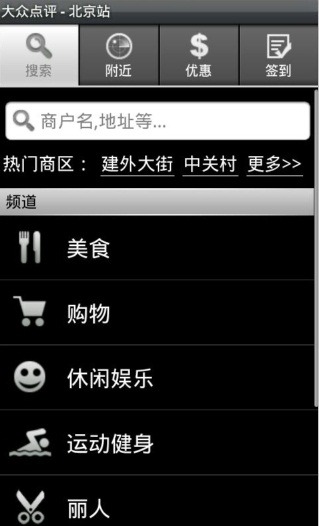 大众点评 - 北京站
搜索 附近 优惠 签到
商户名,地址等...
热门商区： 建外大街 中关村 更多>>
频道
美食
购物
休闲娱乐
运动健身
丽人